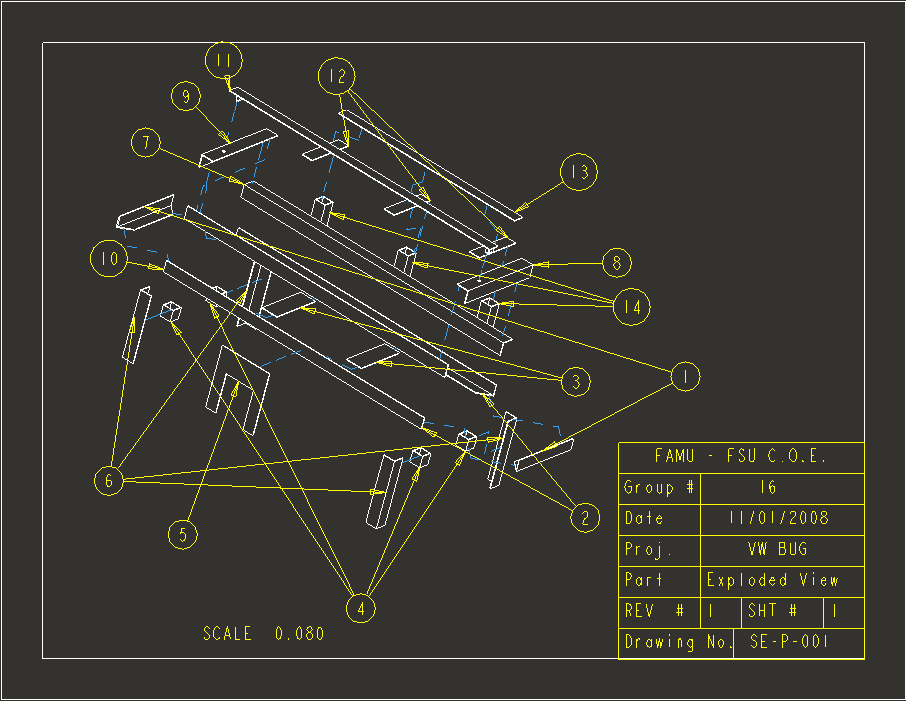 11
12
9
7
13
10
8
14
3
1
6
2
5
4
SCALE 0.080
FAMU - FSU C.O.E.
Group # 16
Date 11/01/2008
Proj. VW BUG
Part Exploded View
REV # 1 SHT # 1
Drawing No. SE-P-001